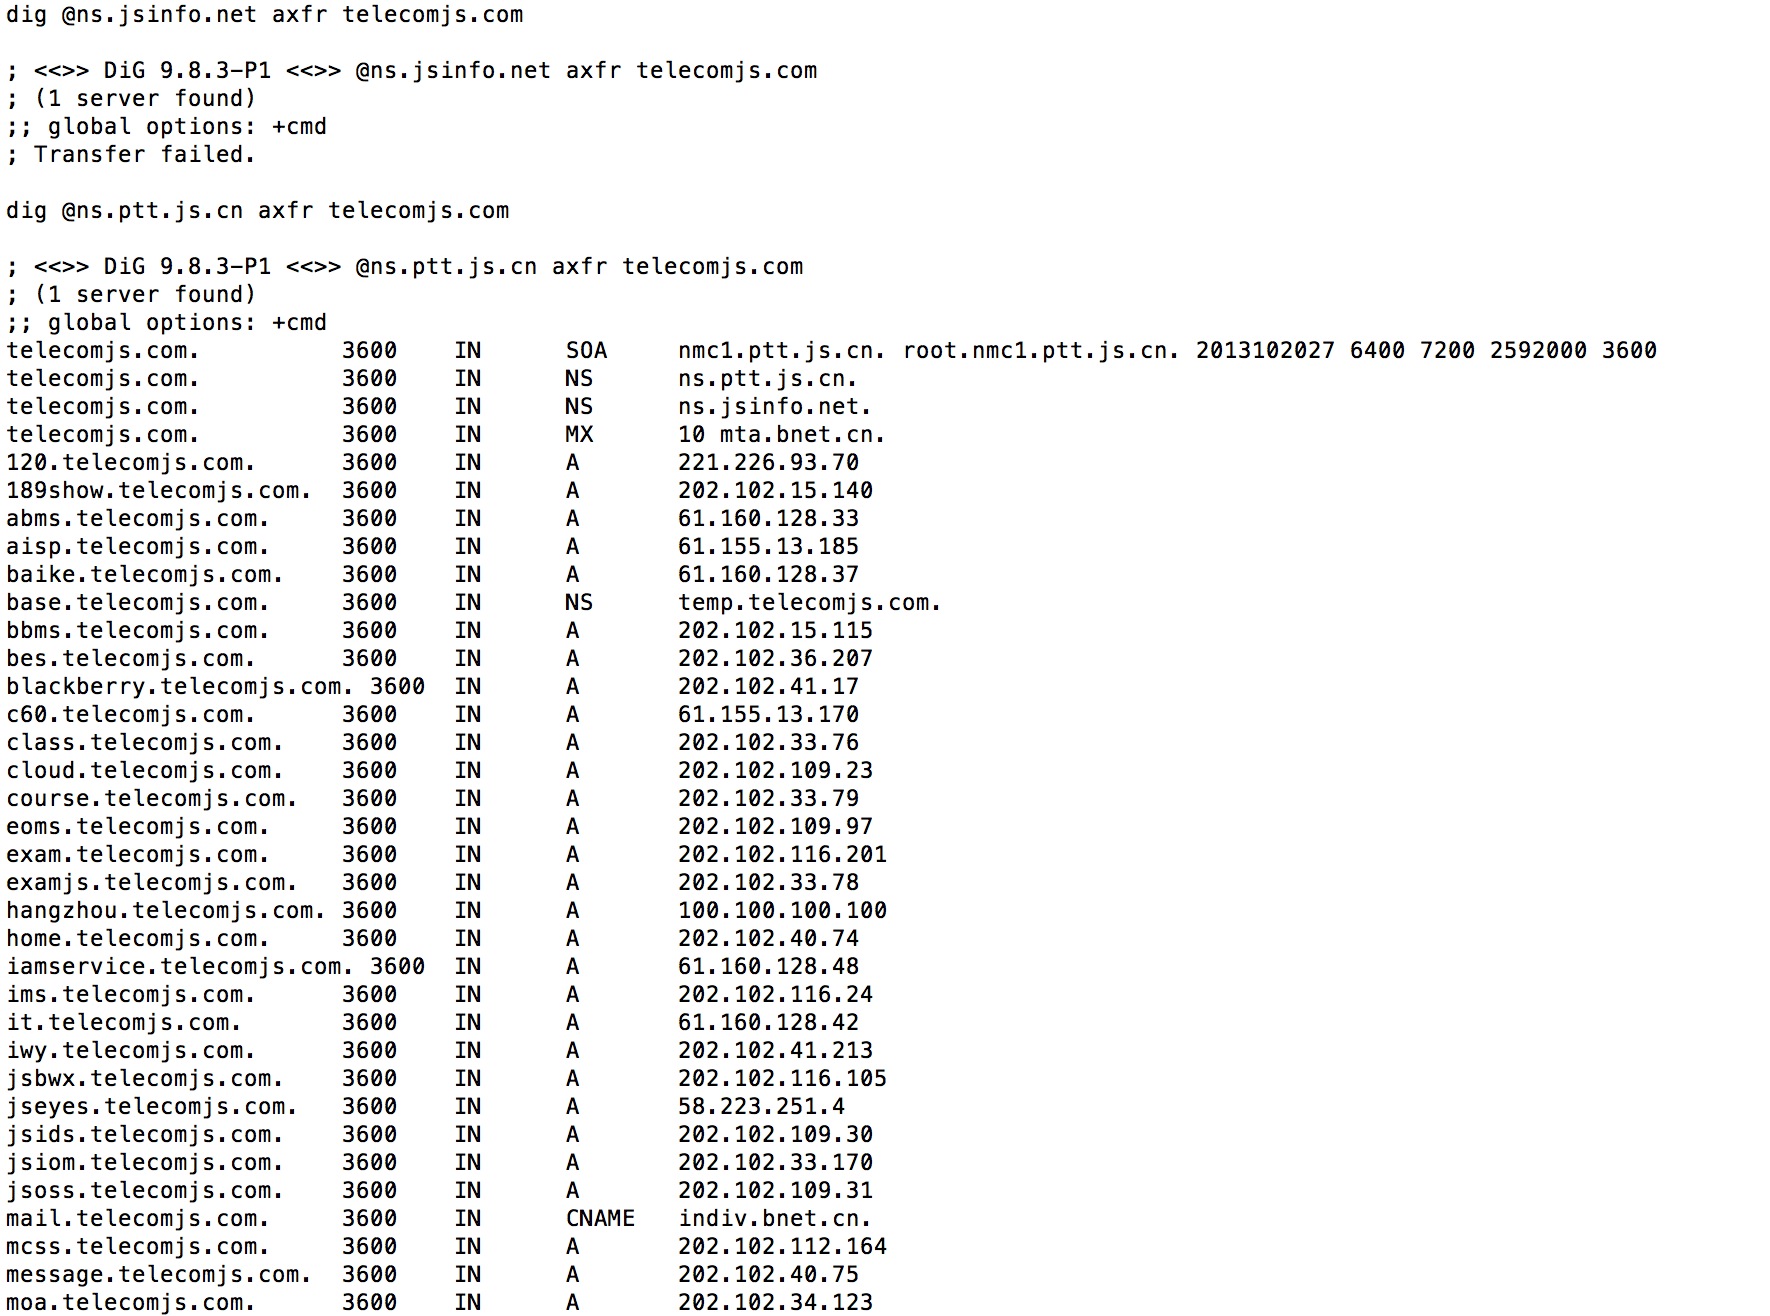 dig @ns.jsinfo.net axfr telecomjs.com
; <<>> DiG 9.8.3-P1 <<>> @ns.jsinfo.net axfr telecomjs.com
; (1 server found)
;; global options: +cmd
; Transfer failed.
dig @ns.ptt.js.cn axfr telecomjs.com
; <<>> DiG 9.8.3-P1 <<>> @ns.ptt.js.cn axfr telecomjs.com
; (1 server found)
;; global options: +cmd
telecomjs.com. 3600 IN SOA nmc1.ptt.js.cn. root.nmc1.ptt.js.cn. 2013102027 6400 7200 2592000 3600
telecomjs.com. 3600 IN NS ns.ptt.js.cn.
telecomjs.com. 3600 IN NS ns.jsinfo.net.
telecomjs.com. 3600 IN MX 10 mta.bnet.cn.
120.telecomjs.com. 3600 IN A 221.226.93.70
189show.telecomjs.com. 3600 IN A 202.102.15.140
abms.telecomjs.com. 3600 IN A 61.160.128.33
aisp.telecomjs.com. 3600 IN A 61.155.13.185
baike.telecomjs.com. 3600 IN A 61.160.128.37
base.telecomjs.com. 3600 IN NS temp.telecomjs.com.
bbms.telecomjs.com. 3600 IN A 202.102.15.115
bes.telecomjs.com. 3600 IN A 202.102.36.207
blackberry.telecomjs.com. 3600 IN A 202.102.41.17
c60.telecomjs.com. 3600 IN A 61.155.13.170
class.telecomjs.com. 3600 IN A 202.102.33.76
cloud.telecomjs.com. 3600 IN A 202.102.109.23
course.telecomjs.com. 3600 IN A 202.102.33.79
eoms.telecomjs.com. 3600 IN A 202.102.109.97
exam.telecomjs.com. 3600 IN A 202.102.116.201
examjs.telecomjs.com. 3600 IN A 202.102.33.78
hangzhou.telecomjs.com. 3600 IN A 100.100.100.100
home.telecomjs.com. 3600 IN A 202.102.40.74
iamservice.telecomjs.com. 3600 IN A 61.160.128.48
ims.telecomjs.com. 3600 IN A 202.102.116.24
it.telecomjs.com. 3600 IN A 61.160.128.42
iwy.telecomjs.com. 3600 IN A 202.102.41.213
jsbwx.telecomjs.com. 3600 IN A 202.102.116.105
jseyes.telecomjs.com. 3600 IN A 58.223.251.4
jsids.telecomjs.com. 3600 IN A 202.102.109.30
jsiom.telecomjs.com. 3600 IN A 202.102.33.170
jsoss.telecomjs.com. 3600 IN A 202.102.109.31
mail.telecomjs.com. 3600 IN CNAME indiv.bnet.cn.
mcss.telecomjs.com. 3600 IN A 202.102.112.164
message.telecomjs.com. 3600 IN A 202.102.40.75
moa.telecomjs.com. 3600 IN A 202.102.34.123